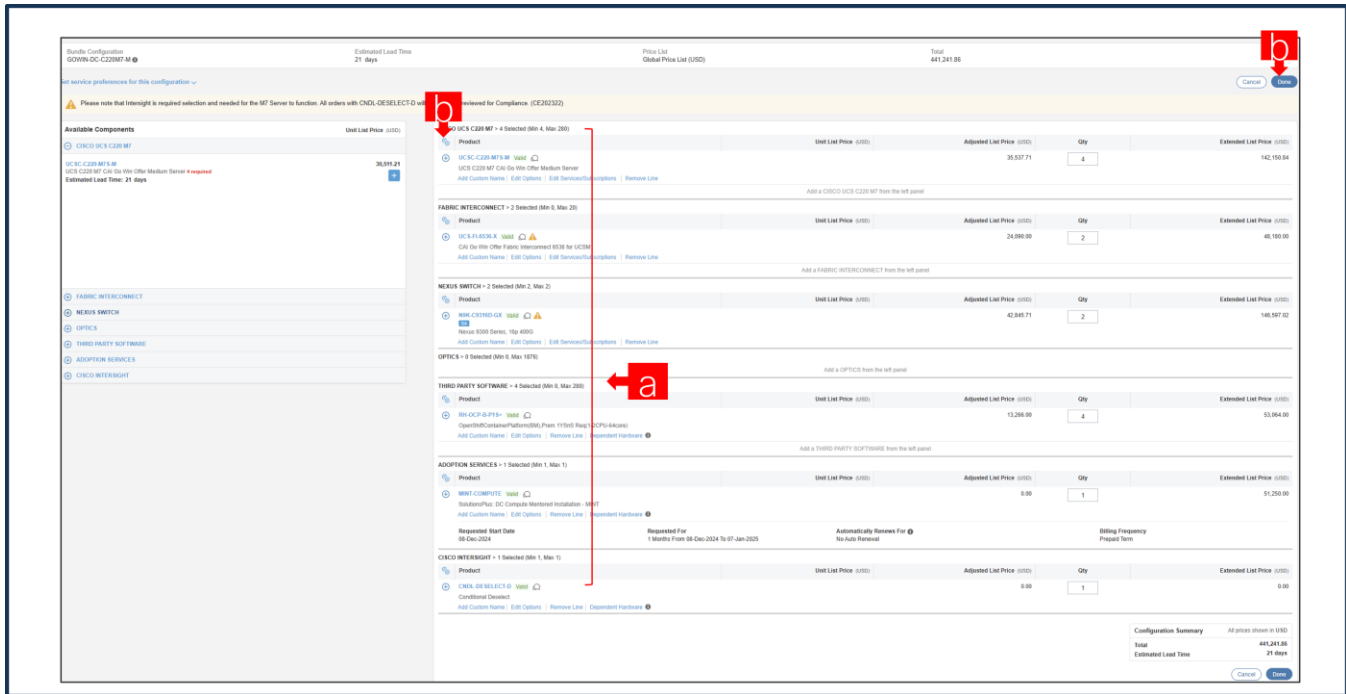 Bundle Configuration Estimated Lead Time Price List Total
GOWIN-DC-C220M7-M 21 days Global Price List (USD) 441,241.86
b
et service preferences for this configuration
Cancel Done
Please note that Intersight is required selection and needed for the M7 Server to function. All orders with CNDL-DESELECT-D wil reviewed for Compliance. (CE202322)
b
Available Components Unit List Price (USD)
CISCO UCS C220 M7
UCSC-C220-M7S-M
UCS C220 M7 CAI Go Win Offer Medium Server 4 required
Estimated Lead Time: 21 days
FABRIC INTERCONNECT
NEXUS SWITCH
OPTICS
THIRD PARTY SOFTWARE
ADOPTION SERVICES
CISCO INTERSIGHT
O UCS C220 M7 > 4 Selected (Min 4, Max 280)
Product Unit List Price (USD) Adjusted List Price (USD) Qty Extended List Price (USD)
UCSC-C220-M7S-M Valid 35,537.71 4 142,150.84
UCS C220 M7 CAI Go Win Offer Medium Server
Add Custom Name | Edit Options | Edit Services/Subscriptions | Remove Line
Add a CISCO UCS C220 M7 from the left panel
FABRIC INTERCONNECT > 2 Selected (Min 0, Max 20)
Product Unit List Price (USD) Adjusted List Price (USD) Qty Extended List Price (USD)
UCS-FI-6536-X Valid 24,090.00 2 48,180.00
CAI Go Win Offer Fabric Interconnect 6536 for UCSM
Add Custom Name | Edit Options | Edit Services/Subscriptions | Remove Line
Add a FABRIC INTERCONNECT from the left panel
NEXUS SWITCH > 2 Selected (Min 2, Max 2)
Product Unit List Price (USD) Adjusted List Price (USD) Qty Extended List Price (USD)
N9K-C9316D-GX Valid 42,845.71 2 146,597.02
Nexus 9300 Series, 16p 400G
Add Custom Name | Edit Options | Edit Services/Subscriptions | Remove Line
OPTICS > 0 Selected (Min 0, Max 1876)
Add a OPTICS from the left panel
a
THIRD PARTY SOFTWARE > 4 Selected (Min 0, Max 280)
Product Unit List Price (USD) Adjusted List Price (USD) Qty Extended List Price (USD)
RH-OCP-B-P1S= Valid 13,266.00 4 53,064.00
OpenShiftContainerPlatform(BM),Prem 1YSnS Req(1-2CPU-64cores)
Add Custom Name | Edit Options | Remove Line | Dependent Hardware
Add a THIRD PARTY SOFTWARE from the left panel
ADOPTION SERVICES > 1 Selected (Min 1, Max 1)
Product Unit List Price (USD) Adjusted List Price (USD) Qty Extended List Price (USD)
MINT-COMPUTE Valid 0.00 1 51,250.00
SolutionsPlus: DC Compute Mentored Installation - MINT
Add Custom Name | Edit Options | Remove Line | Dependent Hardware
Requested Start Date Requested For Automatically Renews For Billing Frequency
08-Dec-2024 1 Months From 08-Dec-2024 To 07-Jan-2025 No Auto Renewal Prepaid Term
CISCO INTERSIGHT > 1 Selected (Min 1, Max 1)
Product Unit List Price (USD) Adjusted List Price (USD) Qty Extended List Price (USD)
CNDL-DESELECT-D Valid 0.00 1 0.00
Conditional Deselect
Add Custom Name | Edit Options | Remove Line | Dependent Hardware
Configuration Summary All prices shown in USD
Total 441,241.86
Estimated Lead Time 21 days
Cancel Done